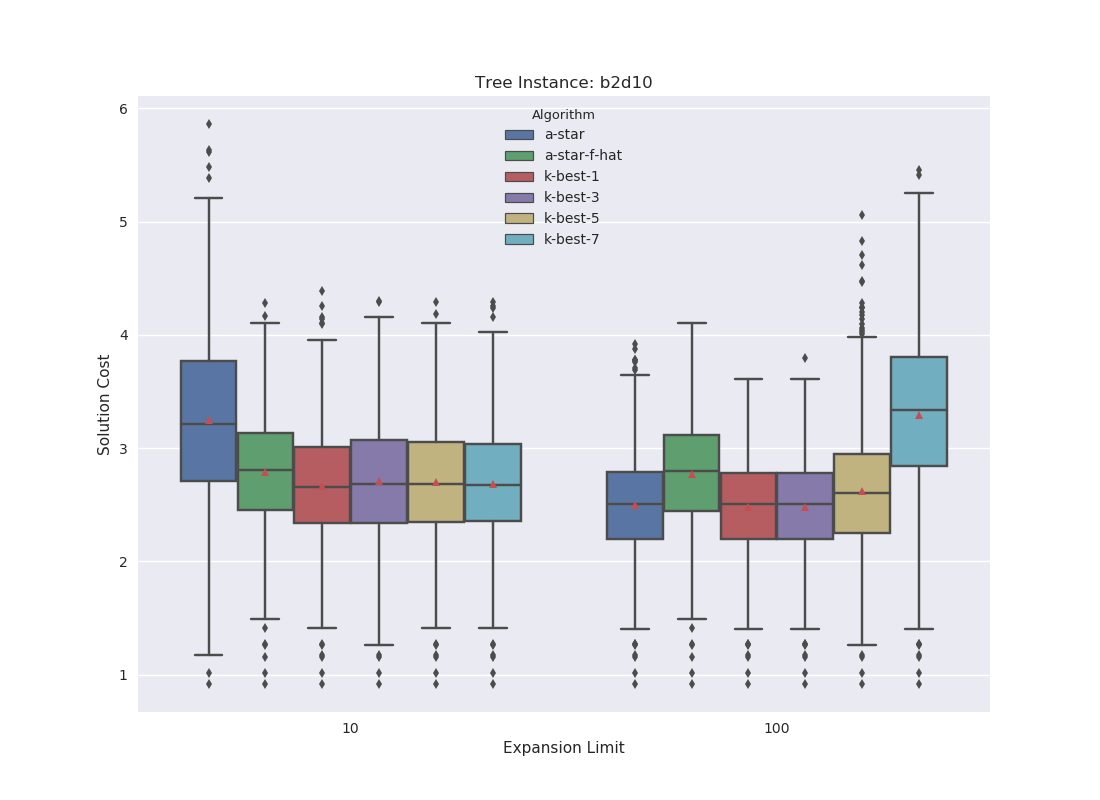 Tree Instance: b2d10
Algorithm
a-star
a-star-f-hat
k-best-1
k-best-3
k-best-5
k-best-7
6
5
4
3
2
1
Solution Cost
10
100
Expansion Limit